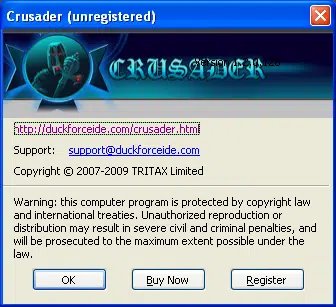 Crusader (unregistered)
CRUSADER
http://duckforceide.com/crusader.html
Support: support@duckforceide.com
Copyright © 2007-2009 TRITAX Limited
Warning: this computer program is protected by copyright law
and international treaties. Unauthorized reproduction or
distribution may result in severe civil and criminal penalties, and
will be prosecuted to the maximum extent possible under the
law.
OK Buy Now Register